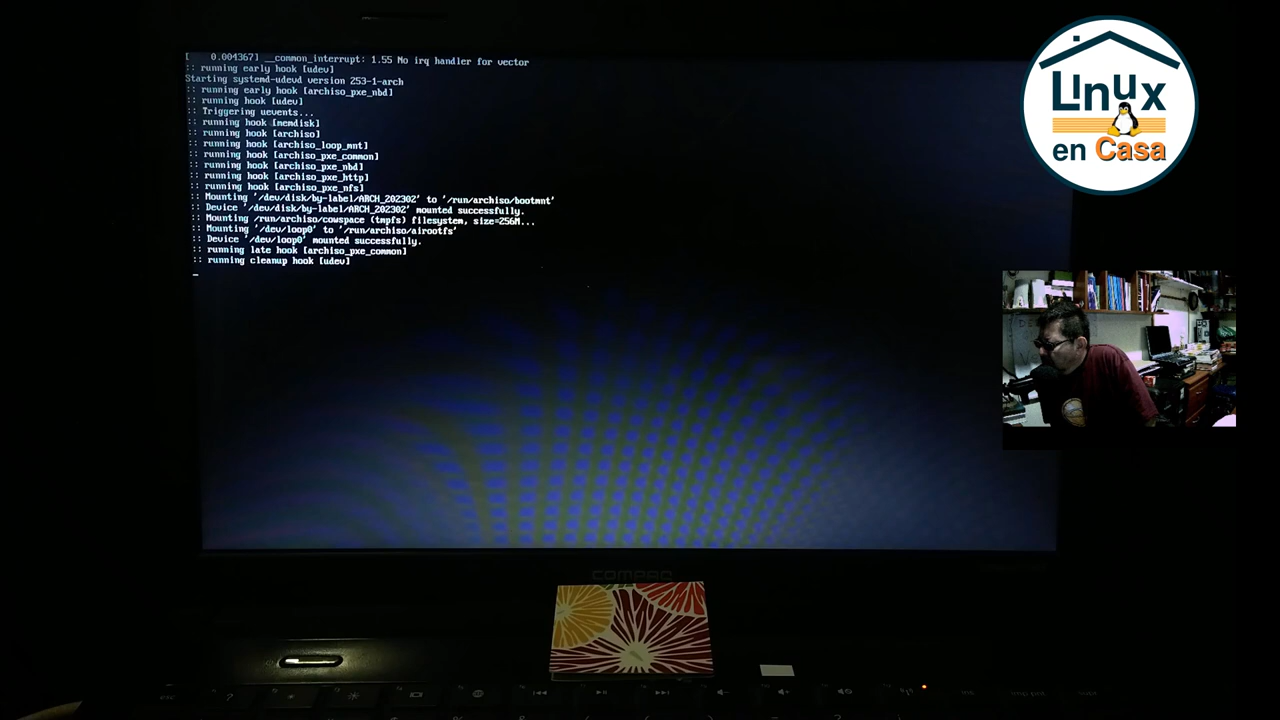 [    0.004367] __common_interrupt: 1.55 No irq handler for vector
:: running early hook [udev]
Starting systemd-udevd version 253-1-arch
:: running early hook [archiso_pxe_nbd]
:: running hook [udev]
:: Triggering uevents...
:: running hook [memdisk]
:: running hook [archiso]
:: running hook [archiso_loop_mnt]
:: running hook [archiso_pxe_common]
:: running hook [archiso_pxe_nbd]
:: running hook [archiso_pxe_http]
:: running hook [archiso_pxe_nfs]
:: Mounting '/dev/disk/by-label/ARCH_202302' to '/run/archiso/bootmnt'
:: Device '/dev/disk/by-label/ARCH_202302' mounted successfully.
:: Mounting /run/archiso/cowspace (tmpfs) filesystem, size=256M...
:: Mounting '/dev/loop0' to '/run/archiso/airootfs'
:: Device '/dev/loop0' mounted successfully.
:: running late hook [archiso_pxe_common]
:: running cleanup hook [udev]
Linux
en Casa
COMPAQ